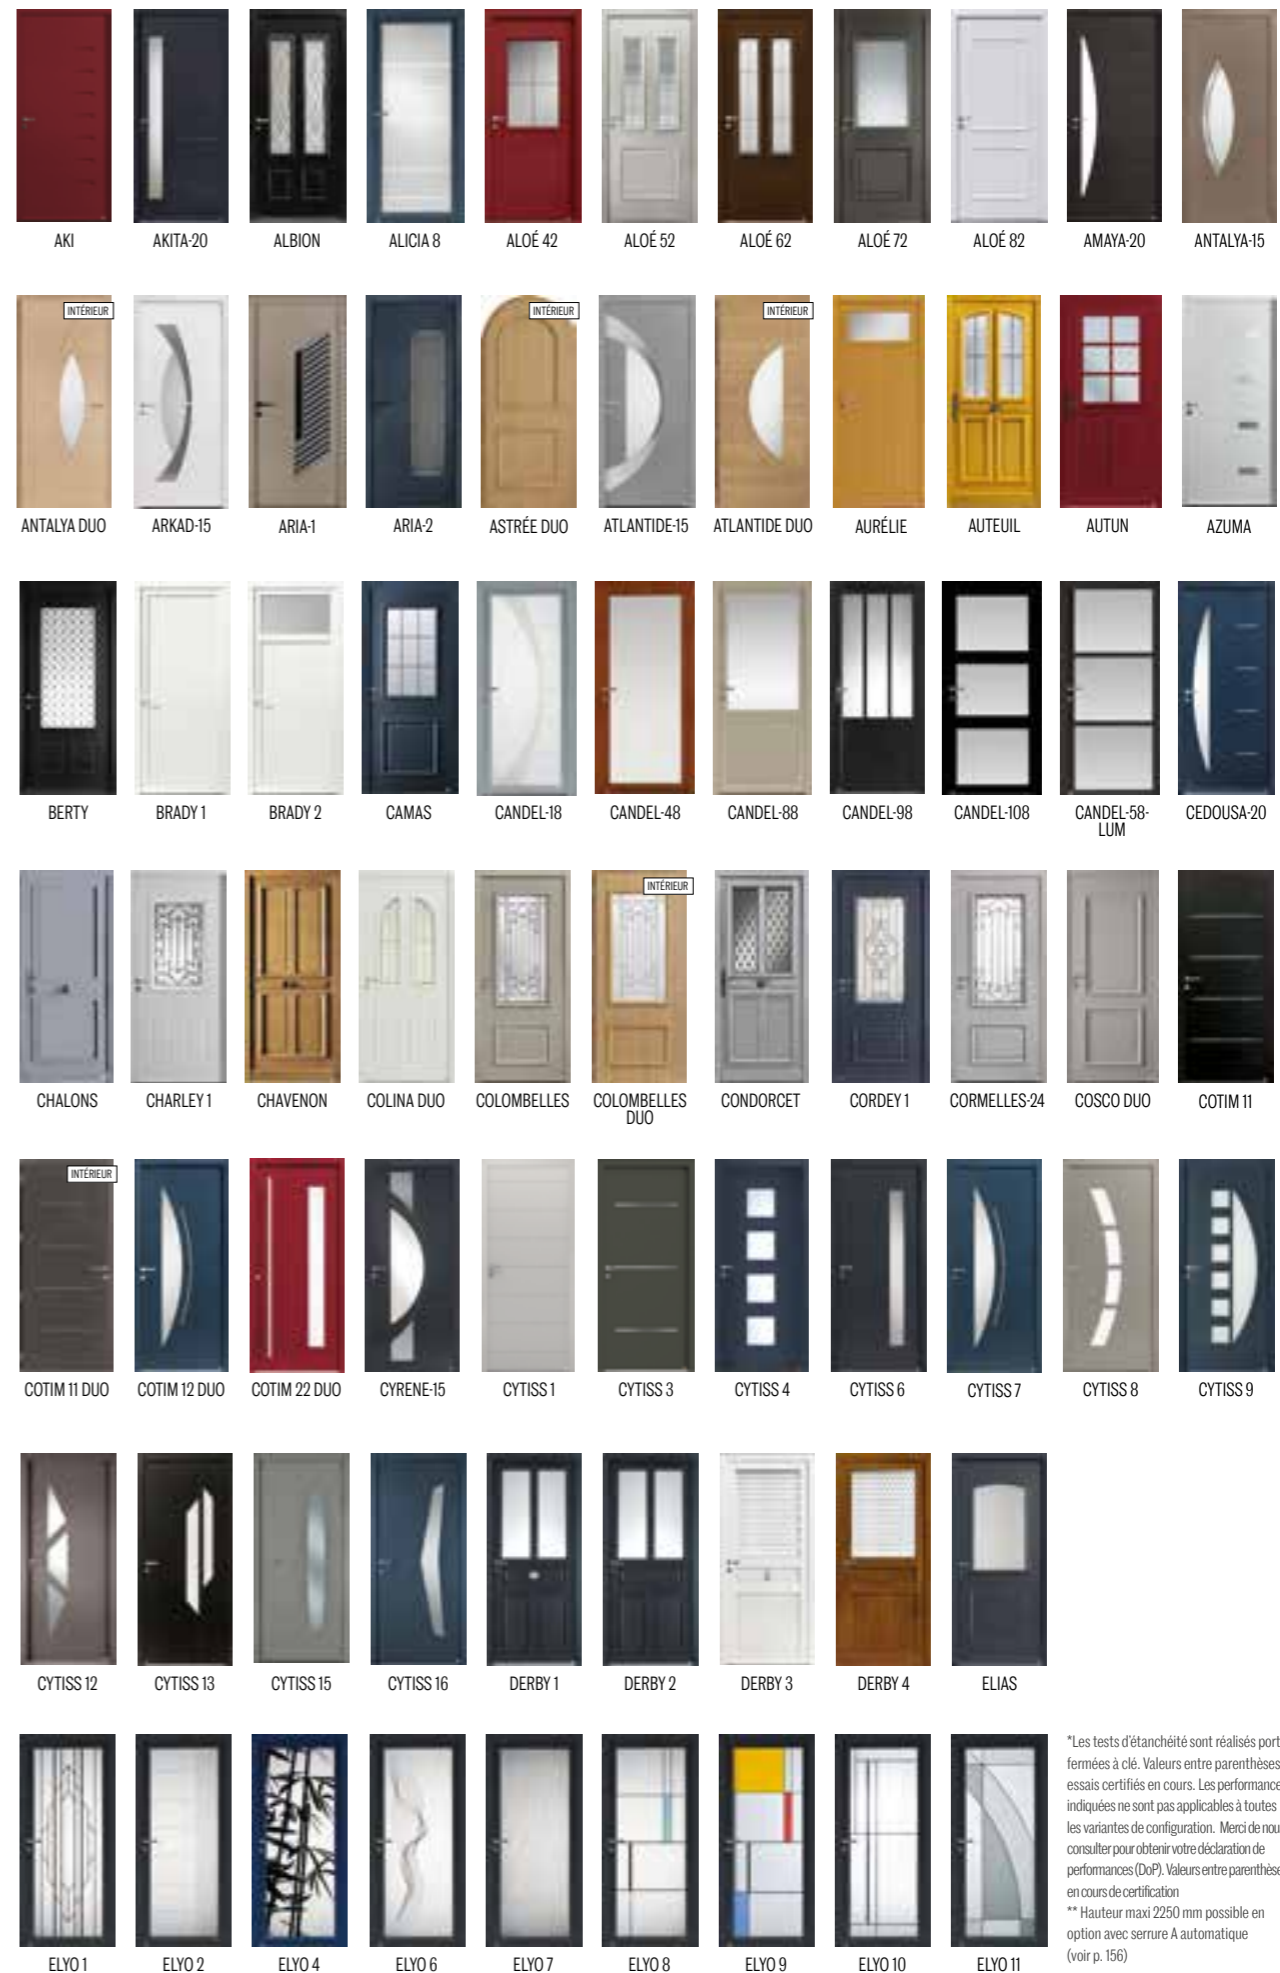 AKI
AKITA-20
ALBION
ALICIA 8
ALOÉ 42
ALOÉ 52
ALOÉ 62
ALOÉ 72
ALOÉ 82
AMAYA-20
ANTALYA-15
INTÉRIEUR
INTÉRIEUR
INTÉRIEUR
ANTALYA DUO
ARKAD-15
ARIA-1
ARIA-2
ASTRÉE DUO
ATLANTIDE-15
ATLANTIDE DUO
AURÉLIE
AUTEUIL
AUTUN
AZUMA
BERTY
BRADY 1
BRADY 2
CAMAS
CANDEL-18
CANDEL-48
CANDEL-88
CANDEL-98
CANDEL-108
CANDEL-58-
LUM
CEDOUSA-20
INTÉRIEUR
CHALONS
CHARLEY 1
CHAVENON
COLINA DUO
COLOMBELLES
COLOMBELLES
DUO
CONDORCET
CORDEY 1
CORMELLES-24
COSCO DUO
COTIM 11
INTÉRIEUR
COTIM 11 DUO
COTIM 12 DUO
COTIM 22 DUO
CYRENE-15
CYTISS 1
CYTISS 3
CYTISS 4
CYTISS 6
CYTISS 7
CYTISS 8
CYTISS 9
CYTISS 12
CYTISS 13
CYTISS 15
CYTISS 16
DERBY 1
DERBY 2
DERBY 3
DERBY 4
ELIAS
ELYO 1
ELYO 2
ELYO 4
ELYO 6
ELYO 7
ELYO 8
ELYO 9
ELYO 10
ELYO 11
*Les tests d'étanchéité sont réalisés port
fermées à clé. Valeurs entre parenthèses
essais certifiés en cours. Les performance
indiquées ne sont pas applicables à toutes
les variantes de configuration. Merci de nou
consulter pour obtenir votre déclaration de
performances (DoP). Valeurs entre parenthèse
en cours de certification
** Hauteur maxi 2250 mm possible en
option avec serrure A automatique
(voir p. 156)